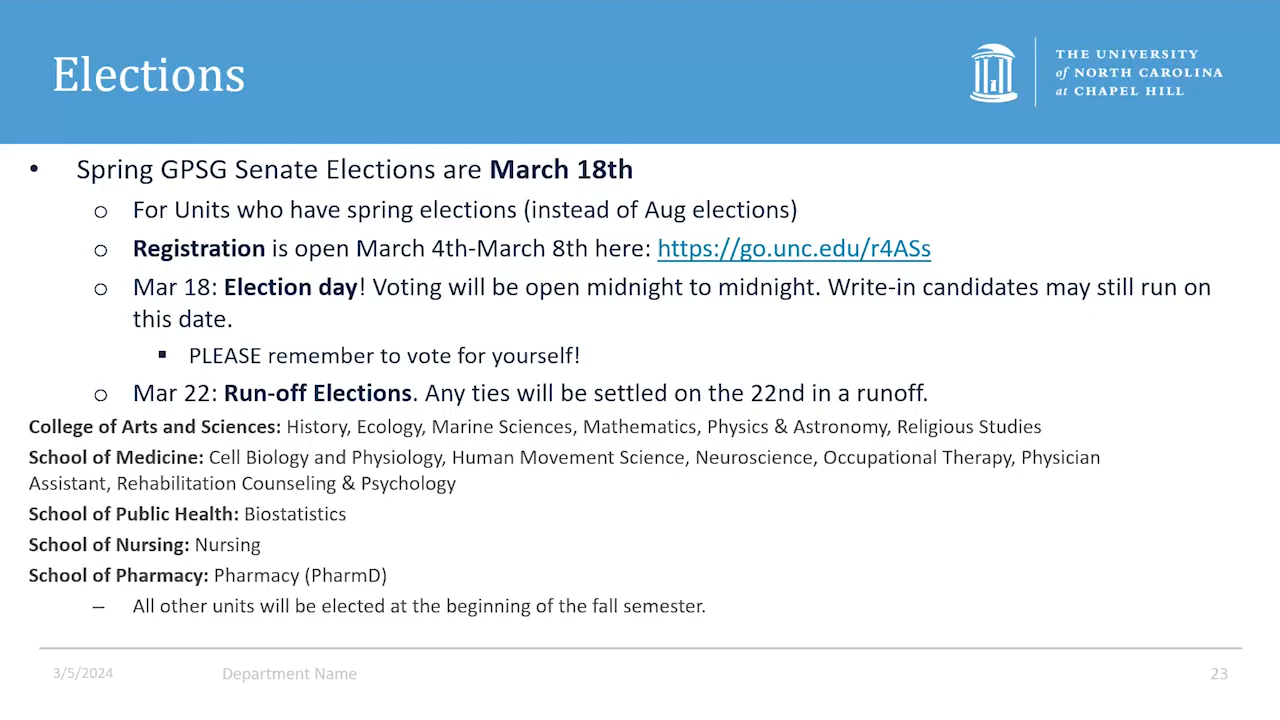 Elections
THE UNIVERSITY
of NORTH CAROLINA
at CHAPEL HILL
• Spring GPSG Senate Elections are March 18th
o For Units who have spring elections (instead of Aug elections)
o Registration is open March 4th-March 8th here: https://go.unc.edu/r4ASs
o Mar 18: Election day! Voting will be open midnight to midnight. Write-in candidates may still run on
this date.
▪ PLEASE remember to vote for yourself!
o Mar 22: Run-off Elections. Any ties will be settled on the 22nd in a runoff.
College of Arts and Sciences: History, Ecology, Marine Sciences, Mathematics, Physics & Astronomy, Religious Studies
School of Medicine: Cell Biology and Physiology, Human Movement Science, Neuroscience, Occupational Therapy, Physician
Assistant, Rehabilitation Counseling & Psychology
School of Public Health: Biostatistics
School of Nursing: Nursing
School of Pharmacy: Pharmacy (PharmD)
– All other units will be elected at the beginning of the fall semester.
3/5/2024 Department Name 23